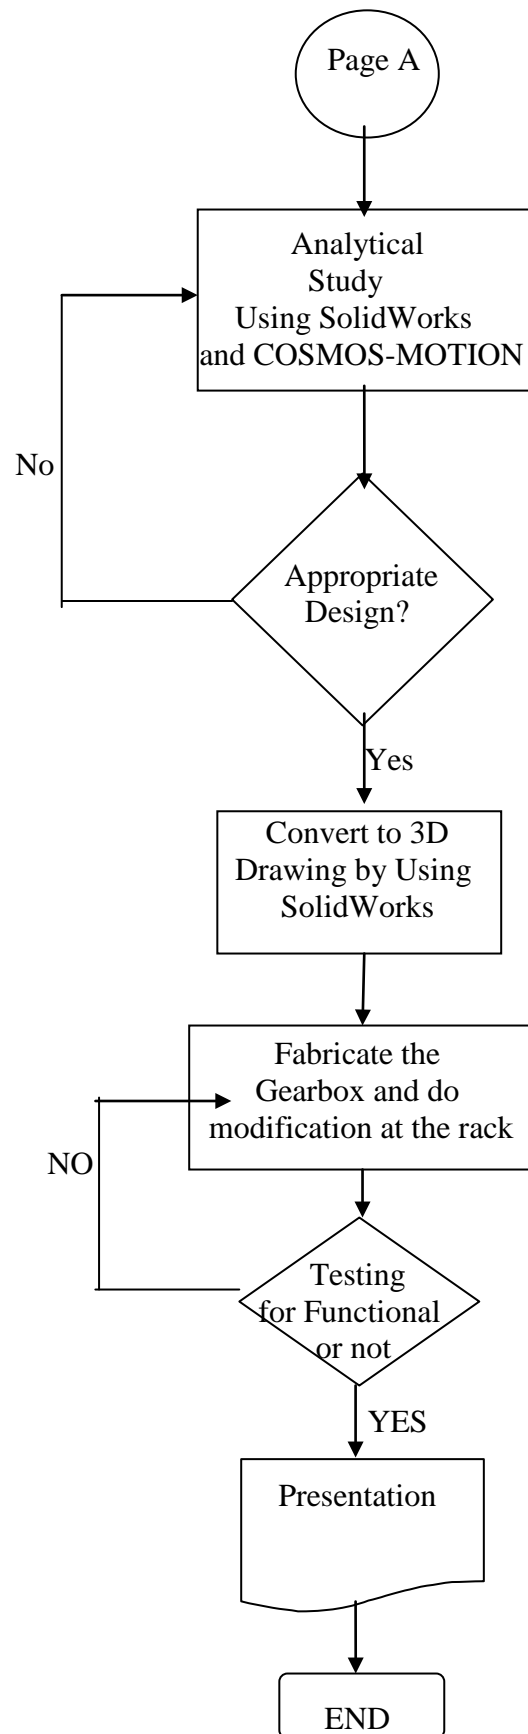 Page A
Analytical
Study
Using SolidWorks
and COSMOS-MOTION
No
Appropriate
Design?
Yes
Convert to 3D
Drawing by Using
SolidWorks
Fabricate the
Gearbox and do
modification at the rack
NO
Testing
for Functional
or not
YES
Presentation
END